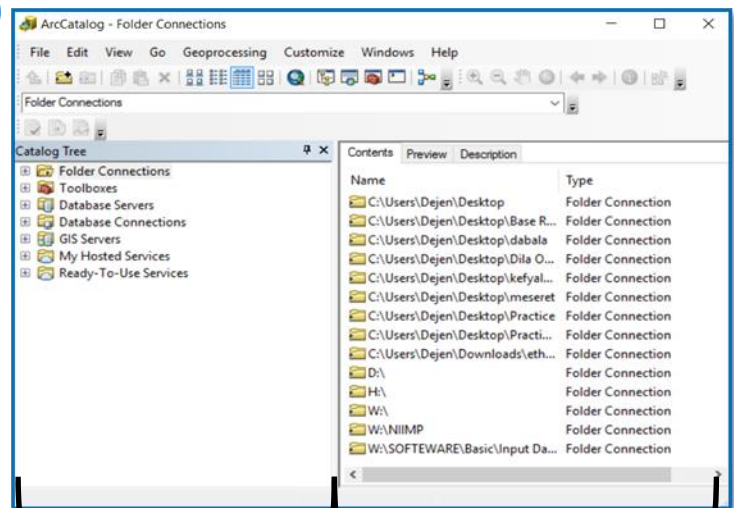 ArcCatalog - Folder Connections
File Edit View Go Geoprocessing Customize Windows Help
Folder Connections
Catalog Tree
Folder Connections
Toolboxes
Database Servers
Database Connections
GIS Servers
My Hosted Services
Ready-To-Use Services
Contents Preview Description
Name Type
C:\Users\Dejen\Desktop Folder Connection
C:\Users\Dejen\Desktop\Base R... Folder Connection
C:\Users\Dejen\Desktop\dabala Folder Connection
C:\Users\Dejen\Desktop\Dila O... Folder Connection
C:\Users\Dejen\Desktop\kefyal... Folder Connection
C:\Users\Dejen\Desktop\meseret Folder Connection
C:\Users\Dejen\Desktop\Practice Folder Connection
C:\Users\Dejen\Desktop\Practi... Folder Connection
C:\Users\Dejen\Downloads\eth... Folder Connection
D:\ Folder Connection
H:\ Folder Connection
W:\ Folder Connection
W:\NIIMP Folder Connection
W:\SOFTEWARE\Basic\Input Da... Folder Connection